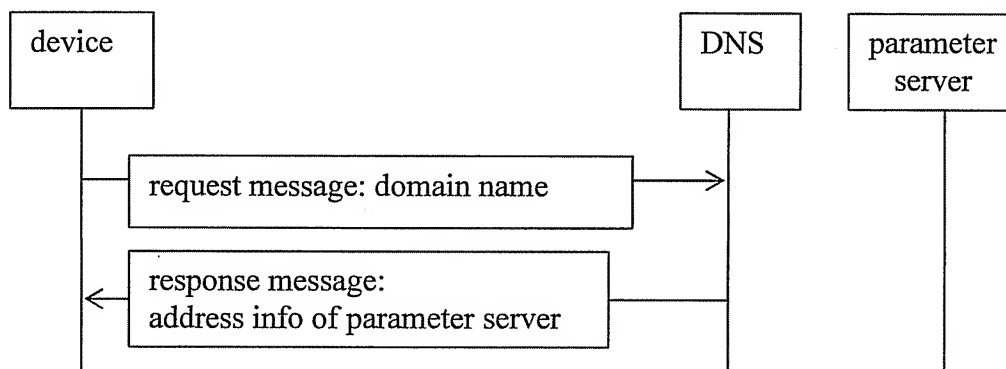 device
DNS
parameter
server
request message: domain name
response message:
address info of parameter server